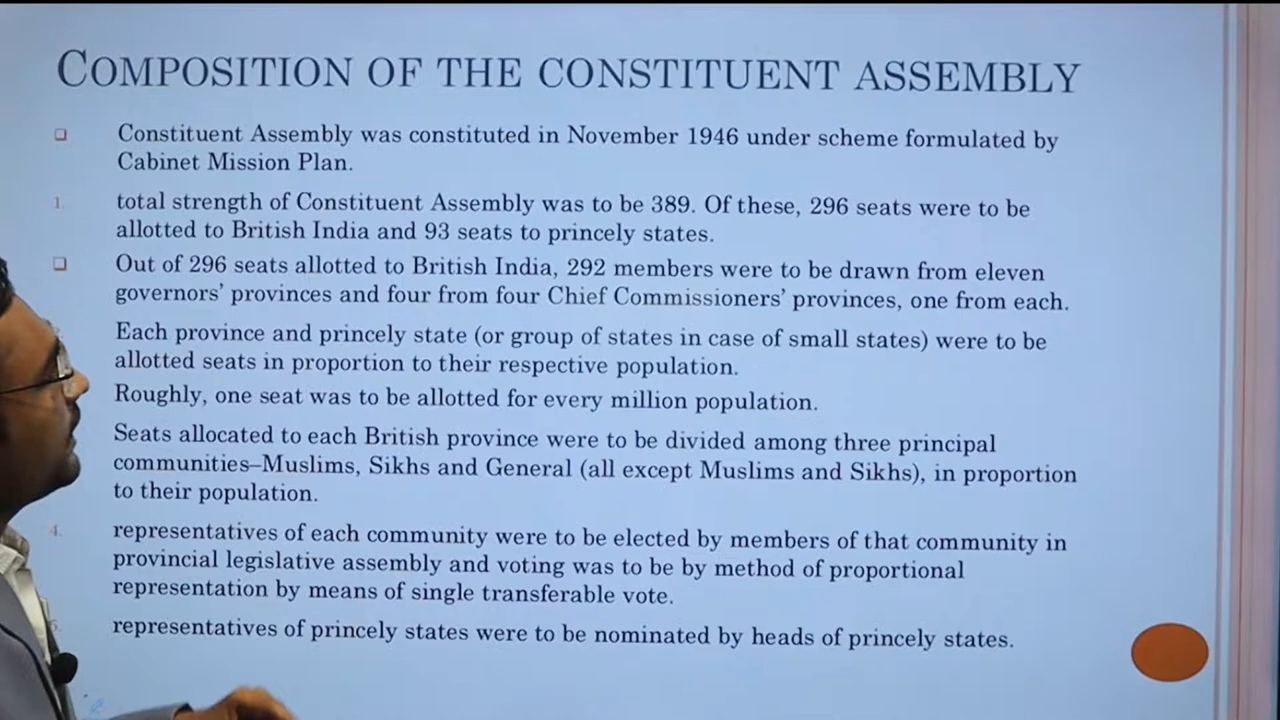 COMPOSITION OF THE CONSTITUENT ASSEMBLY
Constituent Assembly was constituted in November 1946 under scheme formulated by
Cabinet Mission Plan.
1. total strength of Constituent Assembly was to be 389. Of these, 296 seats were to be
allotted to British India and 93 seats to princely states.
Out of 296 seats allotted to British India, 292 members were to be drawn from eleven
governors’ provinces and four from four Chief Commissioners’ provinces, one from each.
Each province and princely state (or group of states in case of small states) were to be
allotted seats in proportion to their respective population.
Roughly, one seat was to be allotted for every million population.
Seats allocated to each British province were to be divided among three principal
communities–Muslims, Sikhs and General (all except Muslims and Sikhs), in proportion
to their population.
4. representatives of each community were to be elected by members of that community in
provincial legislative assembly and voting was to be by method of proportional
representation by means of single transferable vote.
representatives of princely states were to be nominated by heads of princely states.